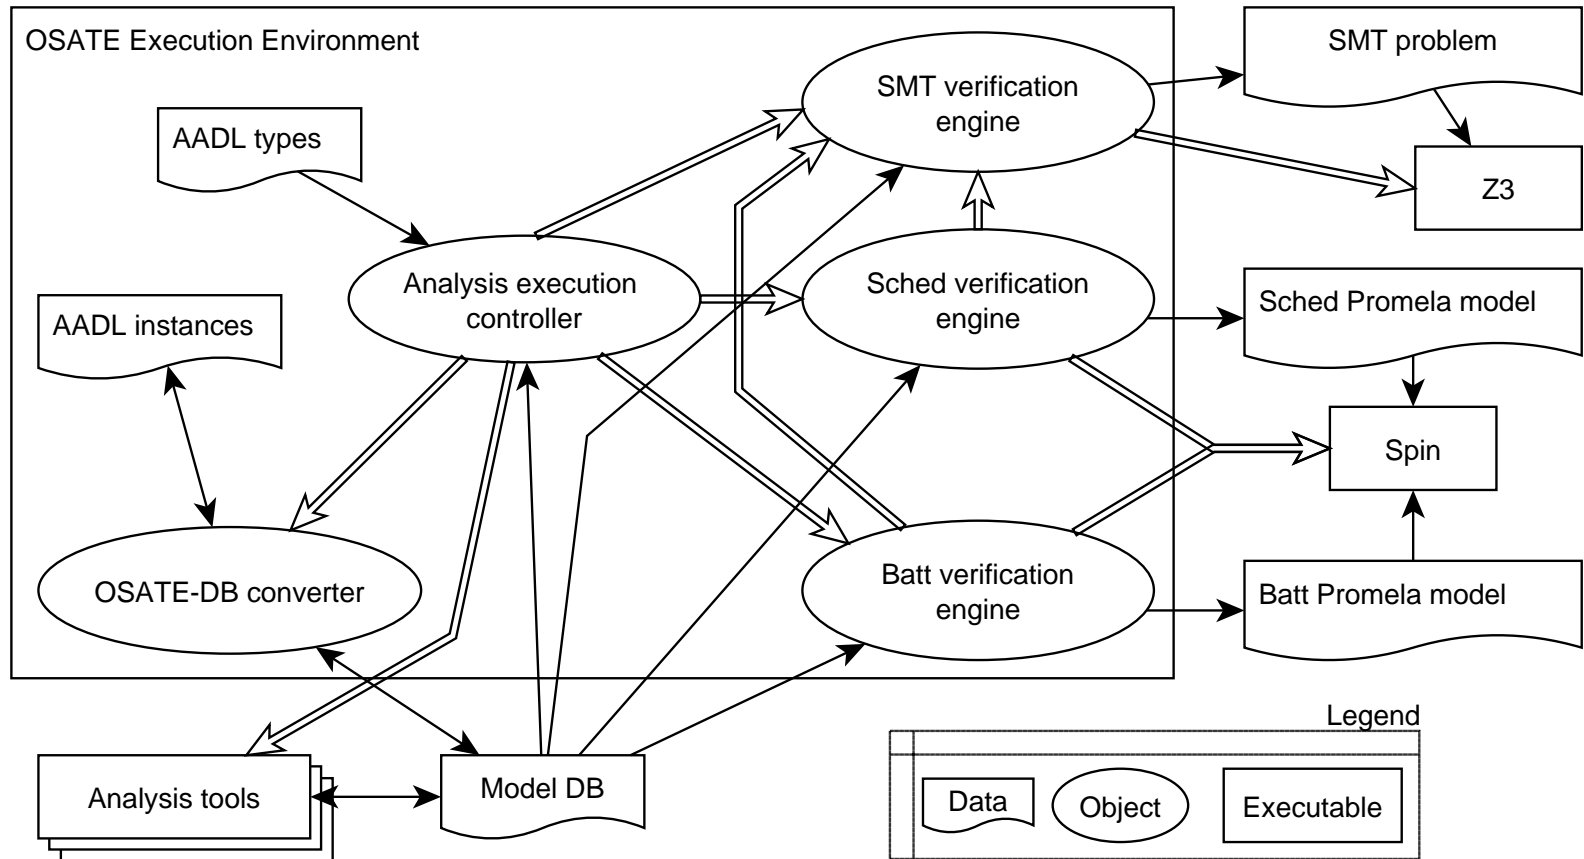 OSATE Execution Environment
SMT problem
SMT verification
engine
AADL types
Z3
Analysis execution
controller
Sched verification
engine
Sched Promela model
AADL instances
Spin
OSATE-DB converter
Batt verification
engine
Batt Promela model
Legend
Analysis tools
Model DB
Data
Object
Executable